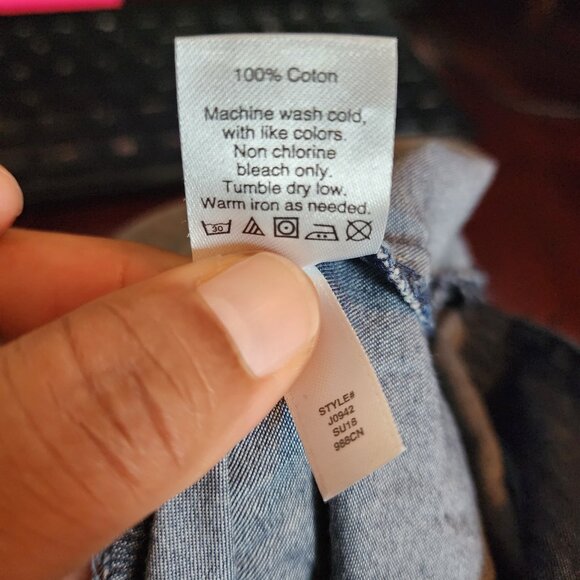 100% Coton
Machine wash cold,
with like colors.
Non chlorine
bleach only.
Tumble dry low.
Warm iron as needed.
30
STYLE#
J0942
SU18
988CN